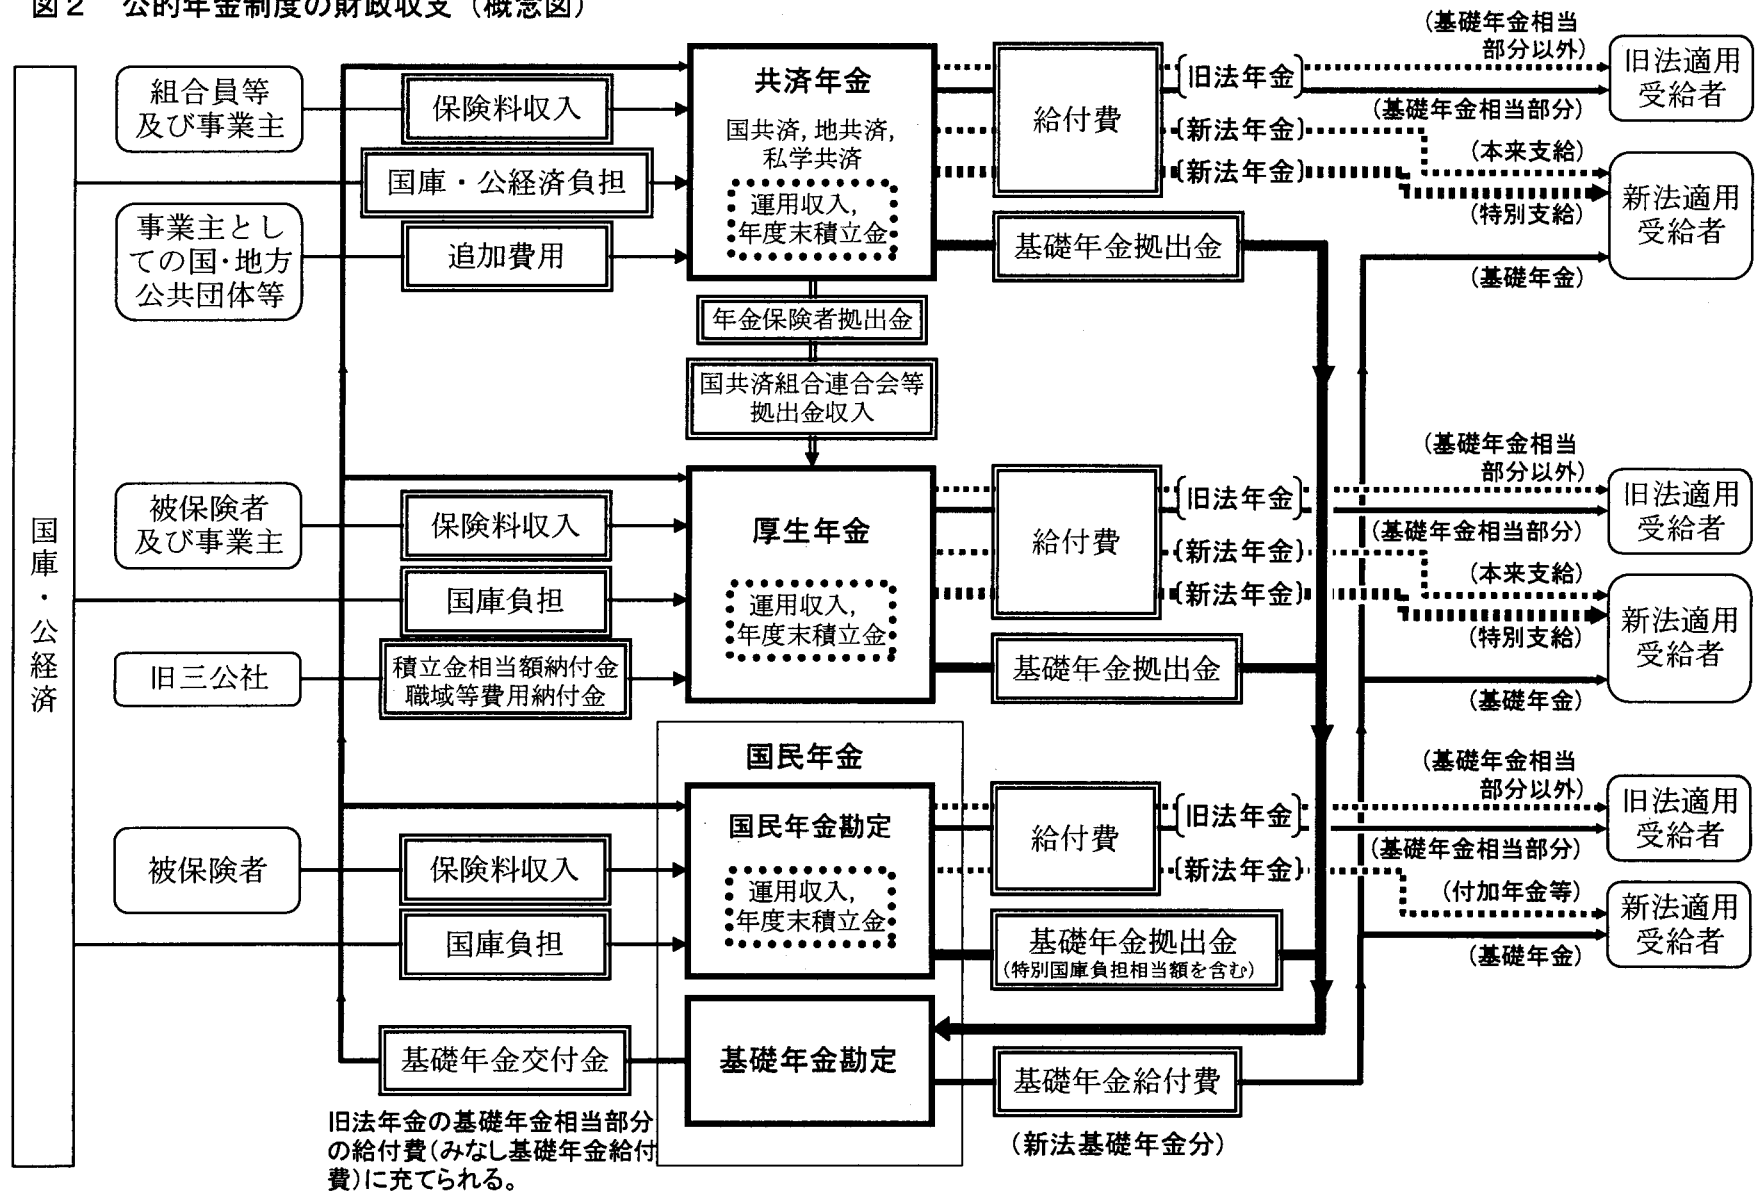 図2 公的年金制度の財政収支(概念図)
国庫・公経済
組合員等
及び事業主
保険料収入
国庫・公経済負担
事業主とし
ての国・地方
公共団体等
追加費用
共済年金
国共済,地共済,
私学共済
運用収入,
年度末積立金
給付費
基礎年金拠出金
〔旧法年金〕
〔新法年金〕
〔新法年金〕
(基礎年金相当
部分以外)
(基礎年金相当部分)
(本来支給)
(特別支給)
(基礎年金)
旧法適用
受給者
新法適用
受給者
年金保険者拠出金
国共済組合連合会等
拠出金収入
被保険者
及び事業主
保険料収入
国庫負担
旧三公社
積立金相当額納付金
職域等費用納付金
厚生年金
運用収入,
年度末積立金
給付費
基礎年金拠出金
〔旧法年金〕
〔新法年金〕
〔新法年金〕
(基礎年金相当
部分以外)
(基礎年金相当部分)
(本来支給)
(特別支給)
(基礎年金)
旧法適用
受給者
新法適用
受給者
国民年金
被保険者
保険料収入
国庫負担
国民年金勘定
運用収入,
年度末積立金
給付費
基礎年金拠出金
(特別国庫負担相当額を含む)
〔旧法年金〕
〔新法年金〕
(基礎年金相当
部分以外)
(基礎年金相当部分)
(付加年金等)
(基礎年金)
旧法適用
受給者
新法適用
受給者
基礎年金交付金
基礎年金勘定
基礎年金給付費
(新法基礎年金分)
旧法年金の基礎年金相当部分
の給付費(みなし基礎年金給付
費)に充てられる。